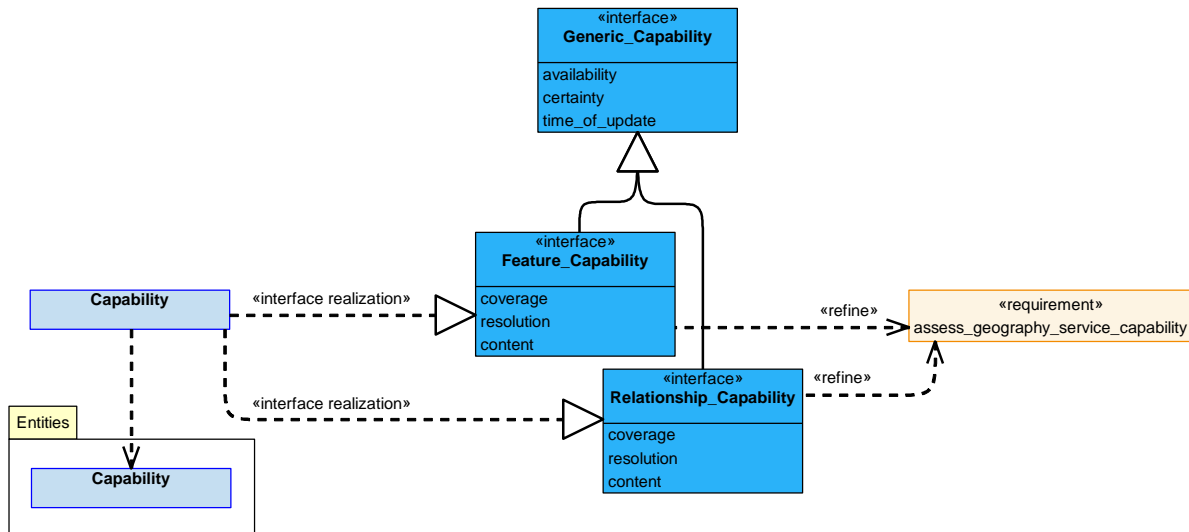 «interface»
Generic_Capability
availability
certainty
time_of_update
«interface»
Feature_Capability
coverage
resolution
content
Capability
«interface realization»
«refine»
«requirement»
assess_geography_service_capability
«interface»
Relationship_Capability
coverage
resolution
content
«interface realization»
«refine»
Entities
Capability